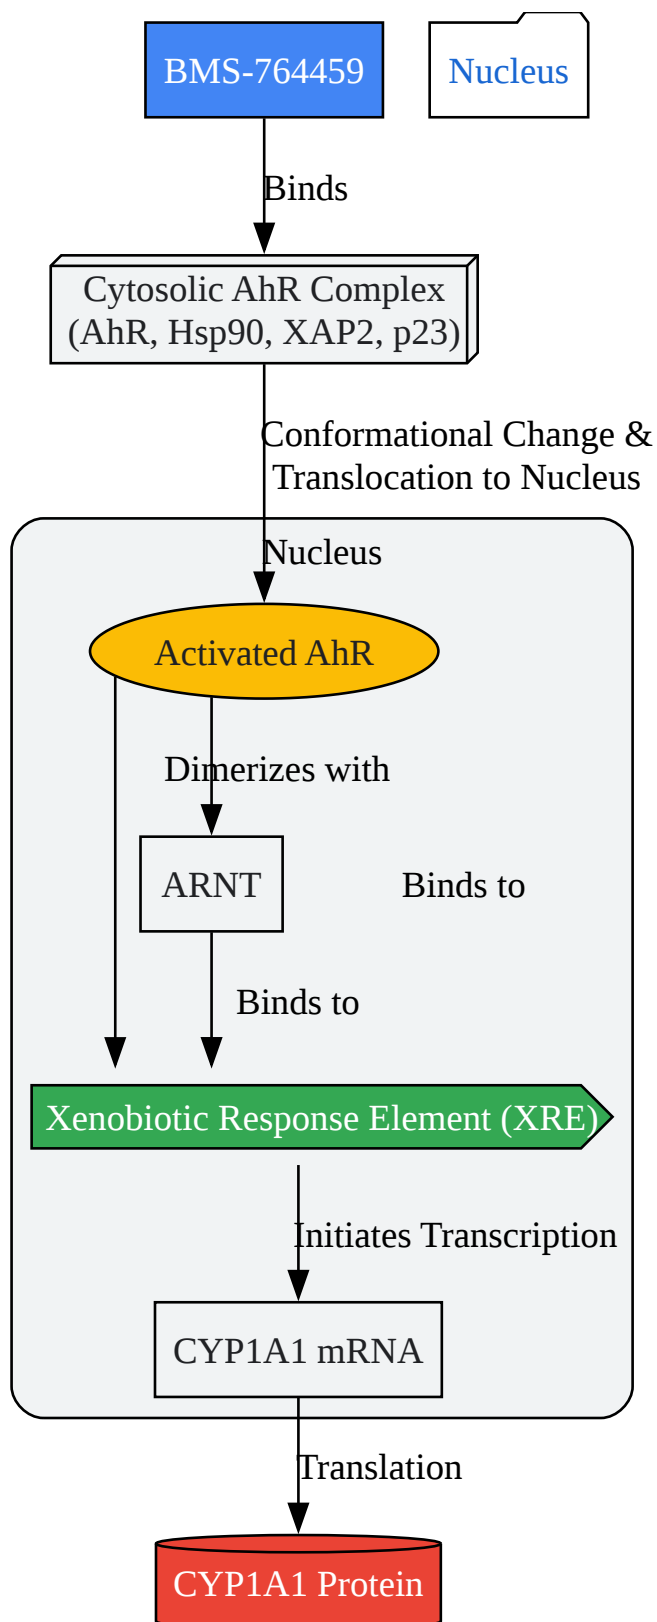 BMS-764459
Nucleus
Binds
Cytosolic AhR Complex
(AhR, Hsp90, XAP2, p23)
Conformational Change &
Translocation to Nucleus
Nucleus
Activated AhR
Dimerizes with
ARNT
Binds to
Binds to
Xenobiotic Response Element (XRE)
Initiates Transcription
CYP1A1 mRNA
Translation
CYP1A1 Protein